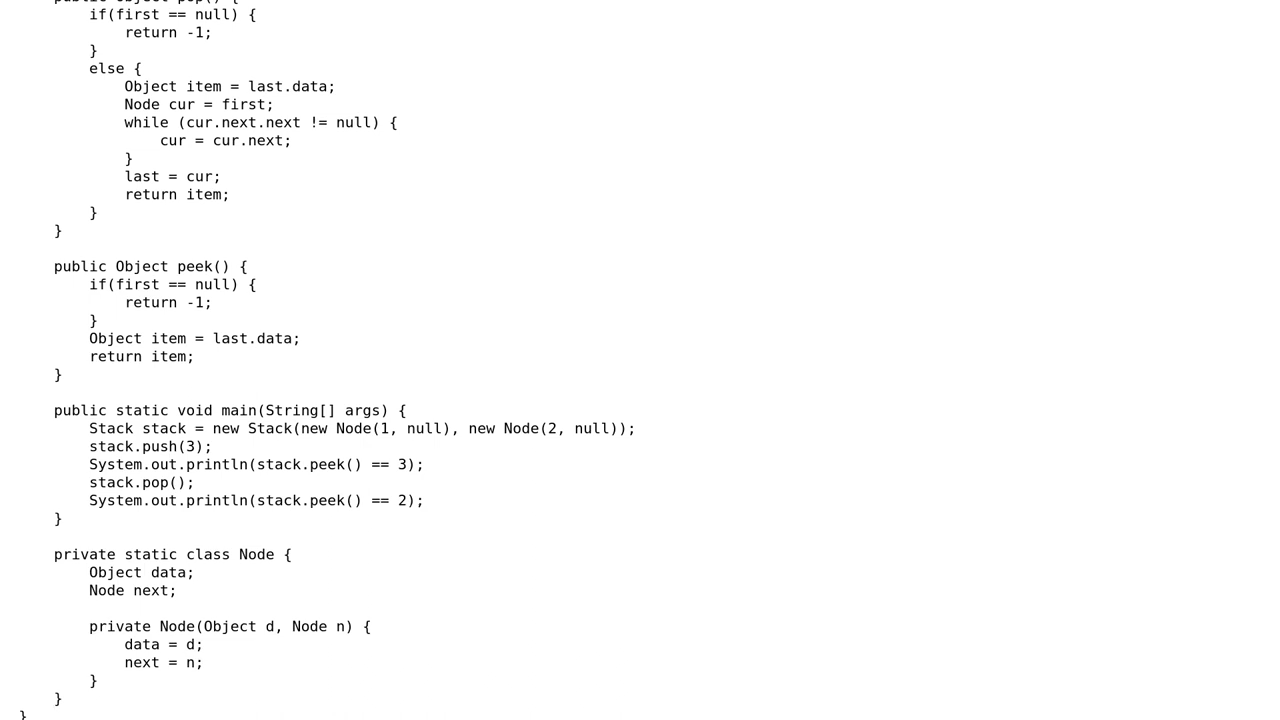 public Object pop() {
if(first == null) {
return -1;
}
else {
Object item = last.data;
Node cur = first;
while (cur.next.next != null) {
cur = cur.next;
}
last = cur;
return item;
}
}
public Object peek() {
if(first == null) {
return -1;
}
Object item = last.data;
return item;
}
public static void main(String[] args) {
Stack stack = new Stack(new Node(1, null), new Node(2, null));
stack.push(3);
System.out.println(stack.peek() == 3);
stack.pop();
System.out.println(stack.peek() == 2);
}
private static class Node {
Object data;
Node next;
private Node(Object d, Node n) {
data = d;
next = n;
}
}
}